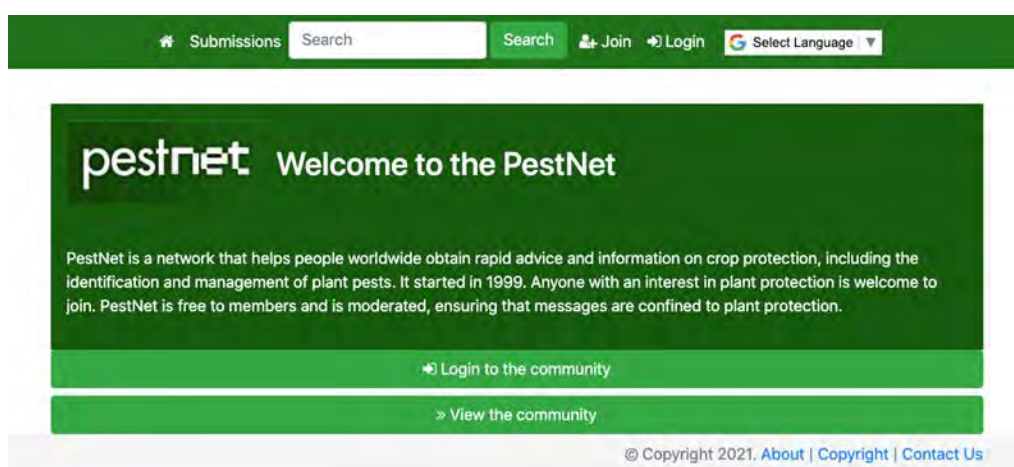 Submissions Search Search Join Login Select Language
pestnet Welcome to the PestNet
PestNet is a network that helps people worldwide obtain rapid advice and information on crop protection, including the
identification and management of plant pests. It started in 1999. Anyone with an interest in plant protection is welcome to
join. PestNet is free to members and is moderated, ensuring that messages are confined to plant protection.
Login to the community
» View the community
© Copyright 2021. About | Copyright | Contact Us